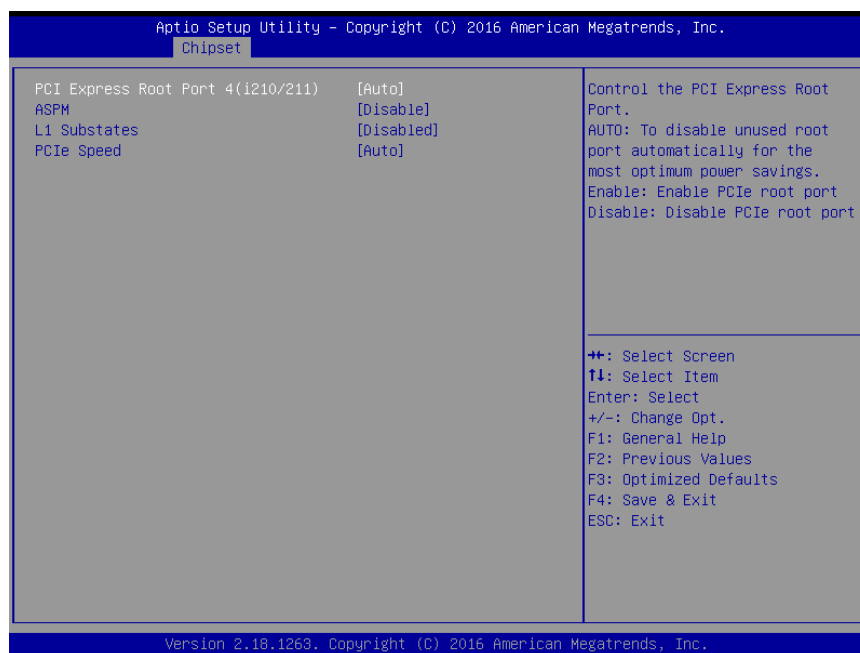 Aptio Setup Utility – Copyright (C) 2016 American Megatrends, Inc.
Chipset
PCI Express Root Port 4(i210/211) [Auto]
ASPM [Disable]
L1 Substates [Disabled]
PCIe Speed [Auto]
Control the PCI Express Root
Port.
AUTO: To disable unused root
port automatically for the
most optimum power savings.
Enable: Enable PCIe root port
Disable: Disable PCIe root port
→←: Select Screen
↑↓: Select Item
Enter: Select
+/-: Change Opt.
F1: General Help
F2: Previous Values
F3: Optimized Defaults
F4: Save & Exit
ESC: Exit
Version 2.18.1263. Copyright (C) 2016 American Megatrends, Inc.